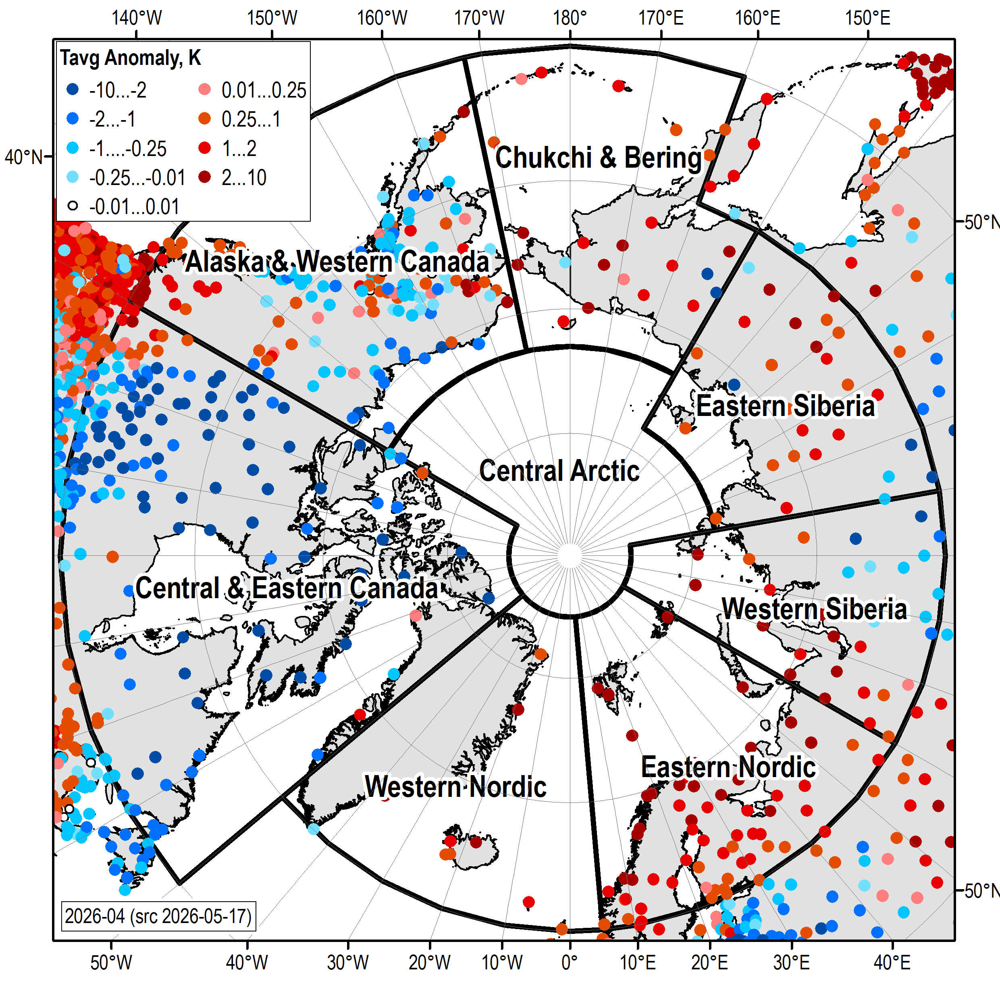 140°W 150°W 160°W 170°W 180° 170°E 160°E 150°E
Tavg Anomaly, K
-10...-2 0.01...0.25
-2...-1 0.25...1
-1....-0.25 1...2
-0.25...-0.01 2...10
-0.01...0.01
40°N
50°N
Chukchi & Bering
Alaska & Western Canada
Eastern Siberia
Central Arctic
Central & Eastern Canada
Western Siberia
Eastern Nordic
Western Nordic
50°N
2026-04 (src 2026-05-17)
50°W 40°W 30°W 20°W 10°W 0° 10°E 20°E 30°E 40°E